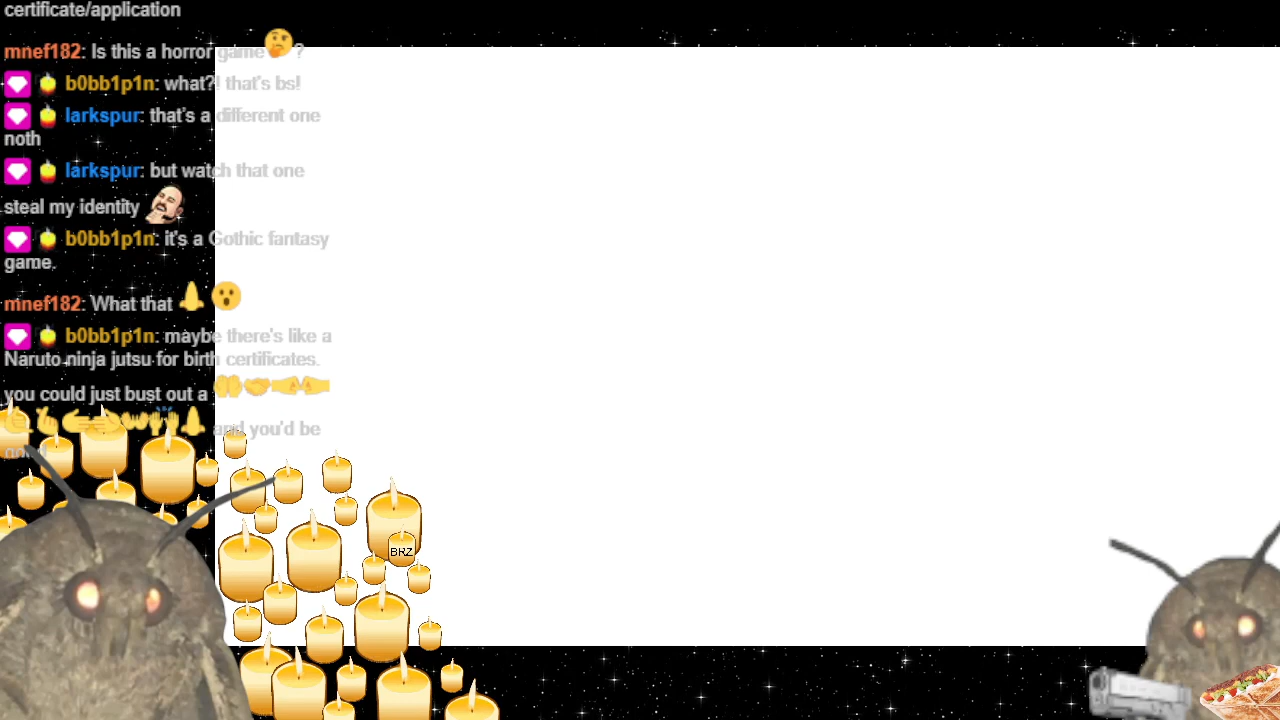 certificate/application
mnef182: Is this a horror game 🤔?
b0bb1p1n: what?! that's bs!
larkspur: that's a different one
noth
larkspur: but watch that one
steal my identity
b0bb1p1n: it's a Gothic fantasy
game.
mnef182: What that 👃😮
b0bb1p1n: maybe there's like a
Naruto ninja jutsu for birth certificates.
you could just bust out a
and you'd be
BRZ